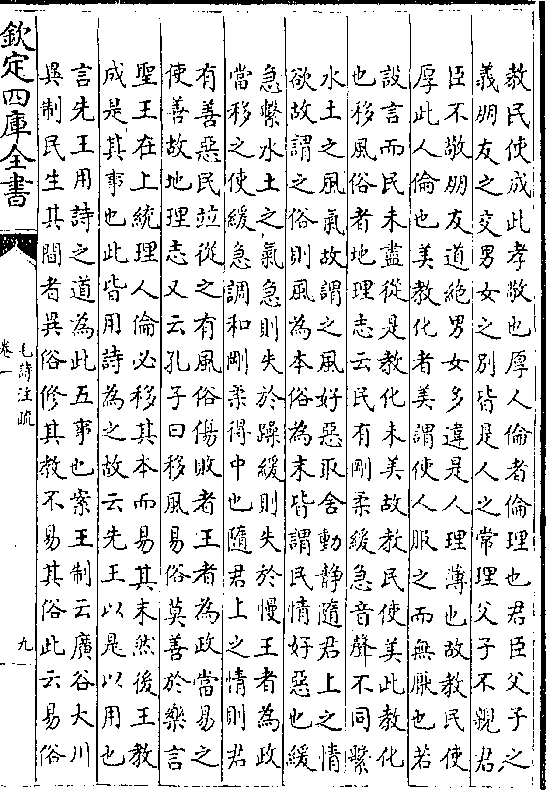 教民使成此孝敬也厚人倫者倫理也君臣父子之
義朋友之交男女之別皆是人之常理父子不親君
臣不敬朋友道絕男女多違是人理薄也故教民使
厚此人倫也美教化者美謂使人服之而無厭也若
設言而民未盡從是教化未美故教民使美此教化
也移風俗者地理志云民有剛柔緩急音聲不同繫
水土之風氣故謂之風好惡取舍動靜隨君上之情
欲故謂之俗則風為本俗為末皆謂民情好惡也緩
急繫水土之氣急則失於躁緩則失於慢王者為政
當移之使緩急調和剛柔得中也隨君上之情則君
有善惡民並從之有風俗傷敗者王者為政當易之
使善故地理志又云孔子曰移風易俗莫善於樂言
聖王在上統理人倫必移其本而易其末然後王教
成是其事也此皆用詩為之故云先王以是以用也
言先王用詩之道為此五事也案王制云廣谷大川
異制民生其間者異俗修其教不易其俗此云易俗
欽定四庫全書
毛詩注疏
卷一
九